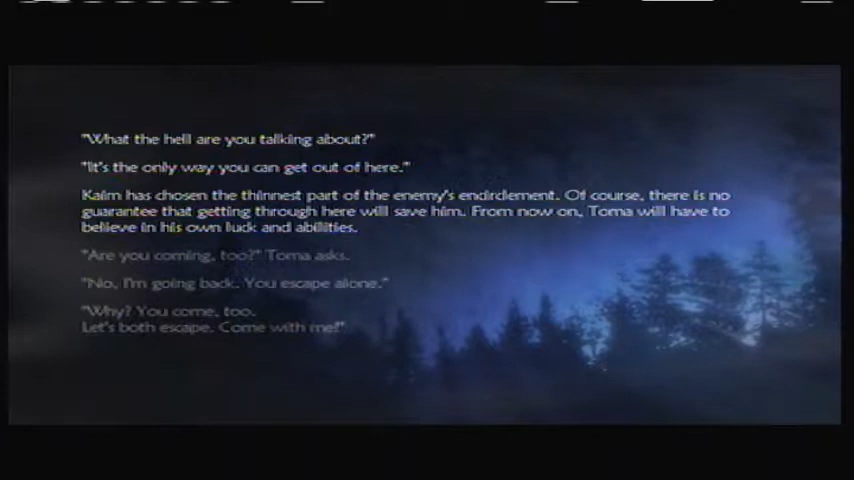 "What the hell are you talking about?"
"It's the only way you can get out of here."
Kaim has chosen the thinnest part of the enemy's encirclement. Of course, there is no
guarantee that getting through here will save him. From now on, Toma will have to
believe in his own luck and abilities.
"Are you coming, too?" Toma asks.
"No, I'm going back. You escape alone."
"Why? You come, too.
Let's both escape. Come with me!"